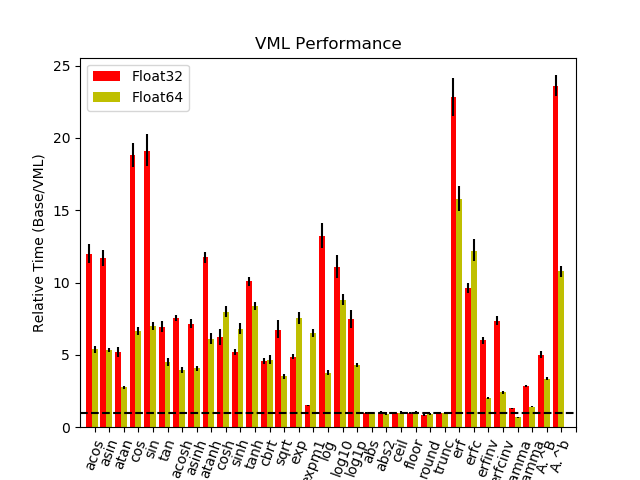 VML Performance
Float32
Float64
Relative Time (Base/VML)
25
20
15
10
5
0
acos
asin
atan
cos
sin
tan
acosh
asinh
atanh
cosh
sinh
tanh
cbrt
sqrt
exp
expm1
log
log10
log1p
abs
abs2
ceil
floor
round
trunc
erf
erfc
erfinv
erfcinv
amma
amma
A. ^ B
A. ^ b